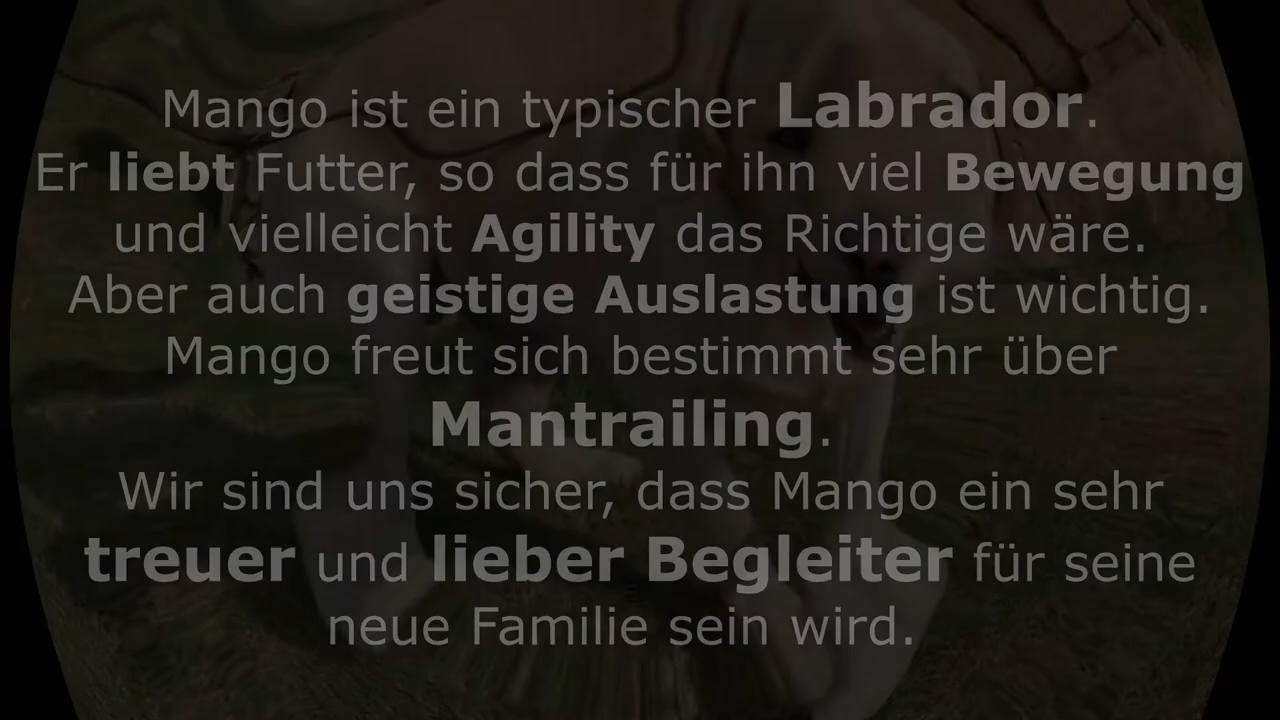 Mango ist ein typischer Labrador.
Er liebt Futter, so dass für ihn viel Bewegung
und vielleicht Agility das Richtige wäre.
Aber auch geistige Auslastung ist wichtig.
Mango freut sich bestimmt sehr über
Mantrailing.
Wir sind uns sicher, dass Mango ein sehr
treuer und lieber Begleiter für seine
neue Familie sein wird.